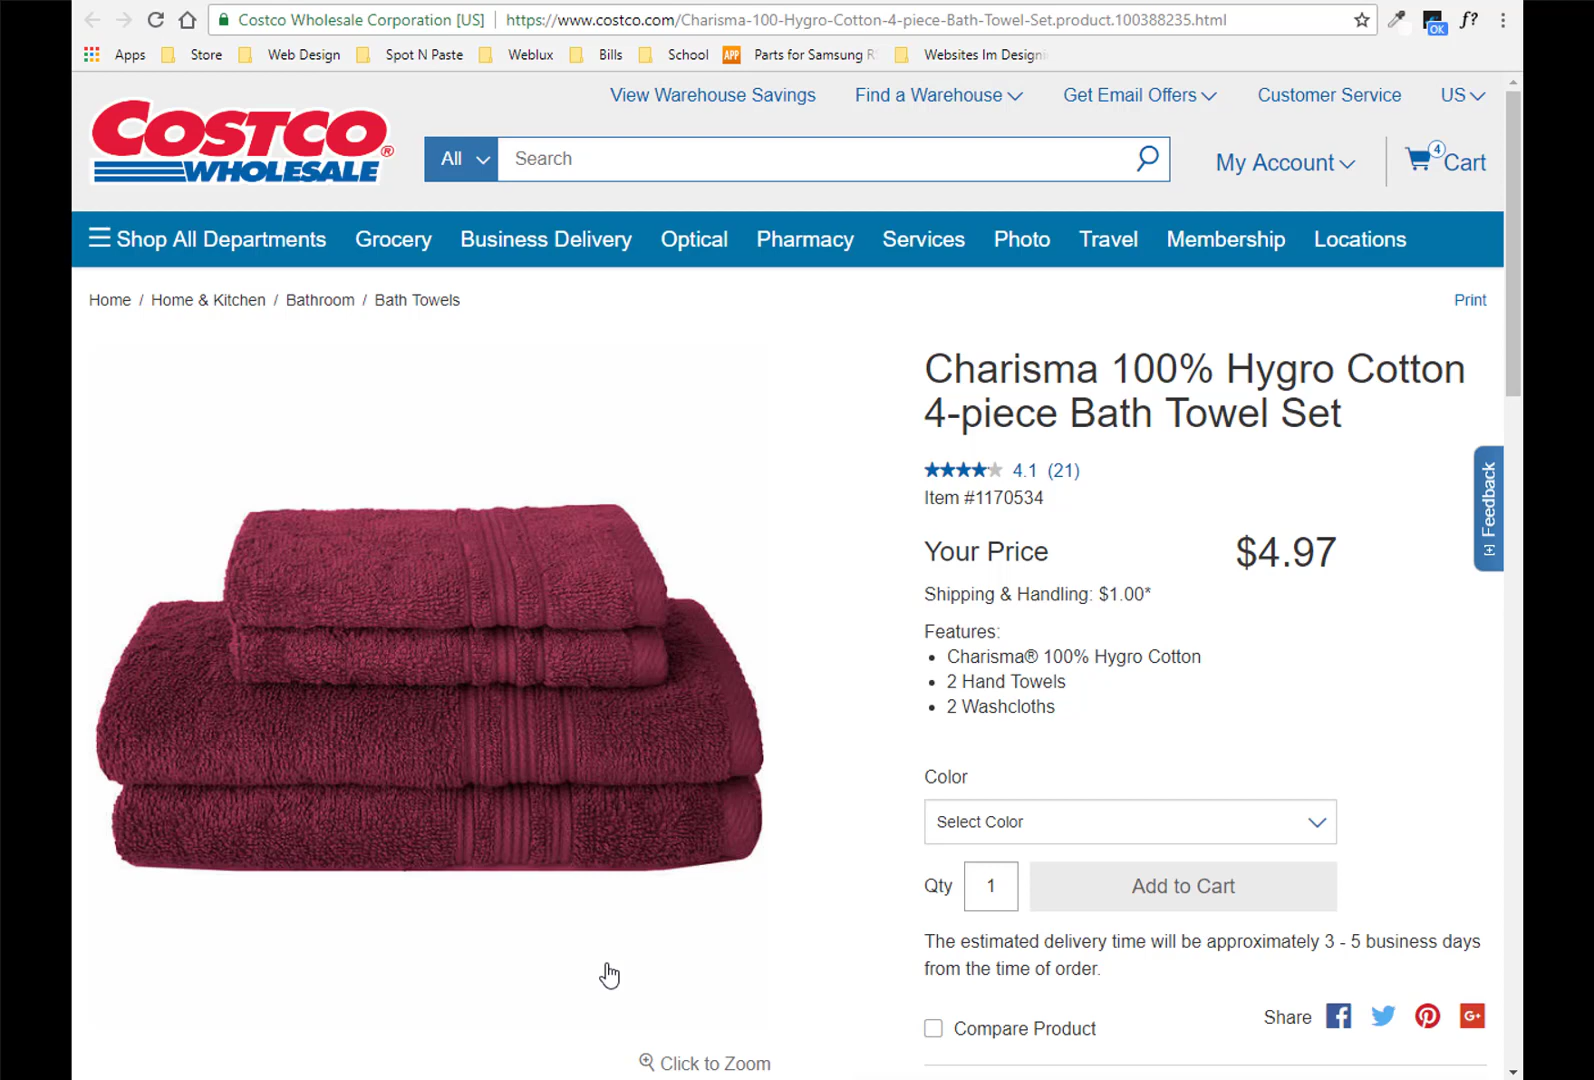 Costco Wholesale Corporation [US] | https://www.costco.com/Charisma-100-Hygro-Cotton-4-piece-Bath-Towel-Set.product.100388235.html
OK
f?
Apps Store Web Design Spot N Paste Weblux Bills School APP Parts for Samsung Websites Im
View Warehouse Savings Find a Warehouse Get Email Offers Customer Service US
COSTCO®
WHOLESALE
All Search
My Account 4 Cart
Shop All Departments Grocery Business Delivery Optical Pharmacy Services Photo Travel Membership Locations
Home / Home & Kitchen / Bathroom / Bath Towels
Print
Charisma 100% Hygro Cotton
4-piece Bath Towel Set
4.1 (21)
Item #1170534
[+] Feedback
Your Price $4.97
Shipping & Handling: $1.00*
Features:
• Charisma® 100% Hygro Cotton
• 2 Hand Towels
• 2 Washcloths
Color
Select Color
Qty 1 Add to Cart
The estimated delivery time will be approximately 3 - 5 business days
from the time of order.
Share G+
Compare Product
Click to Zoom